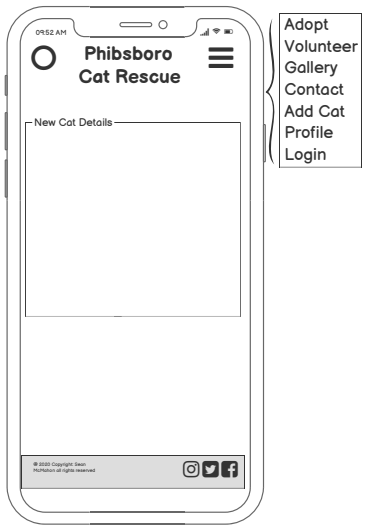 09:52 AM
Phibsboro
Cat Rescue
Adopt
Volunteer
Gallery
Contact
Add Cat
Profile
Login
New Cat Details
© 2020 Copyright: Sean
McMahon all rights reserved